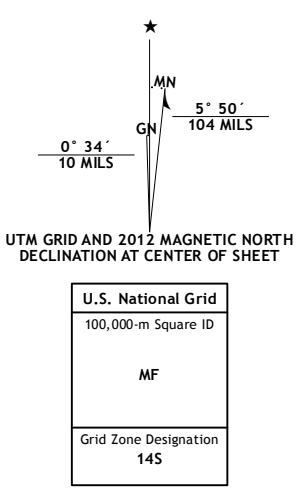 ★
MN
GN
5° 50´
104 MILS
0° 34´
10 MILS
UTM GRID AND 2012 MAGNETIC NORTH
DECLINATION AT CENTER OF SHEET
U.S. National Grid
100,000-m Square ID
MF
Grid Zone Designation
14S